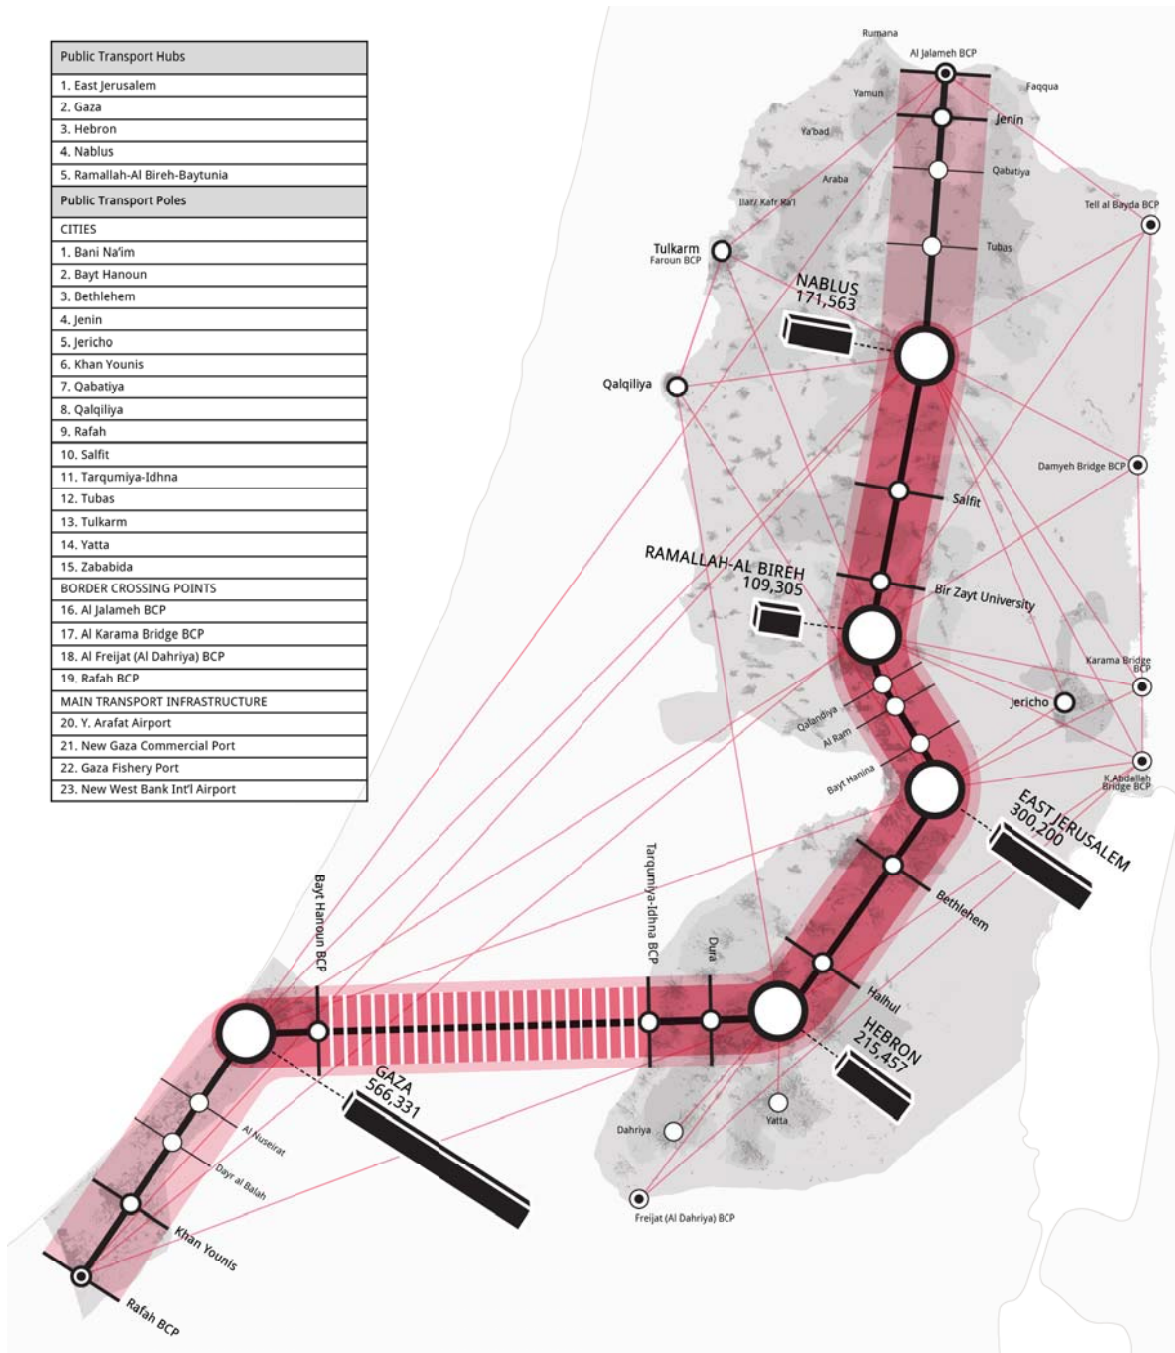 Public Transport Hubs
1. East Jerusalem
2. Gaza
3. Hebron
4. Nablus
5. Ramallah-Al Bireh-Baytunia
Public Transport Poles
CITIES
1. Bani Na'im
2. Bayt Hanoun
3. Bethlehem
4. Jenin
5. Jericho
6. Khan Younis
7. Qabatiya
8. Qalqiliya
9. Rafah
10. Salfit
11. Tarqumiya-Idhna
12. Tubas
13. Tulkarm
14. Yatta
15. Zababida
BORDER CROSSING POINTS
16. Al Jalameh BCP
17. Al Karama Bridge BCP
18. Al Freijat (Al Dahriya) BCP
19. Rafah BCP
MAIN TRANSPORT INFRASTRUCTURE
20. Y. Arafat Airport
21. New Gaza Commercial Port
22. Gaza Fishery Port
23. New West Bank Int'l Airport
Rumana
Al Jalameh BCP
Faqqua
Yamun
Jenin
Ya'bad
Qabatiya
Araba
Ilar/ Kafr Ra'i
Tell al Bayda BCP
Tulkarm
Faroun BCP
Tubas
NABLUS
171,563
Qalqiliya
Damyeh Bridge BCP
Salfit
RAMALLAH-AL BIREH
109,305
Bir Zayt University
Karama Bridge
BCP
Jericho
Qalandiya
Al Ram
Bayt Hanina
K.Abdallah
Bridge BCP
EAST JERUSALEM
300,200
Bethlehem
Bayt Hanoun BCP
Tarqumiya-Idhna BCP
Dura
Halhul
HEBRON
215,457
GAZA
566,331
Yatta
Dahriya
Al Nuseirat
Dayr al Balah
Freijat (Al Dahriya) BCP
Khan Younis
Rafah BCP